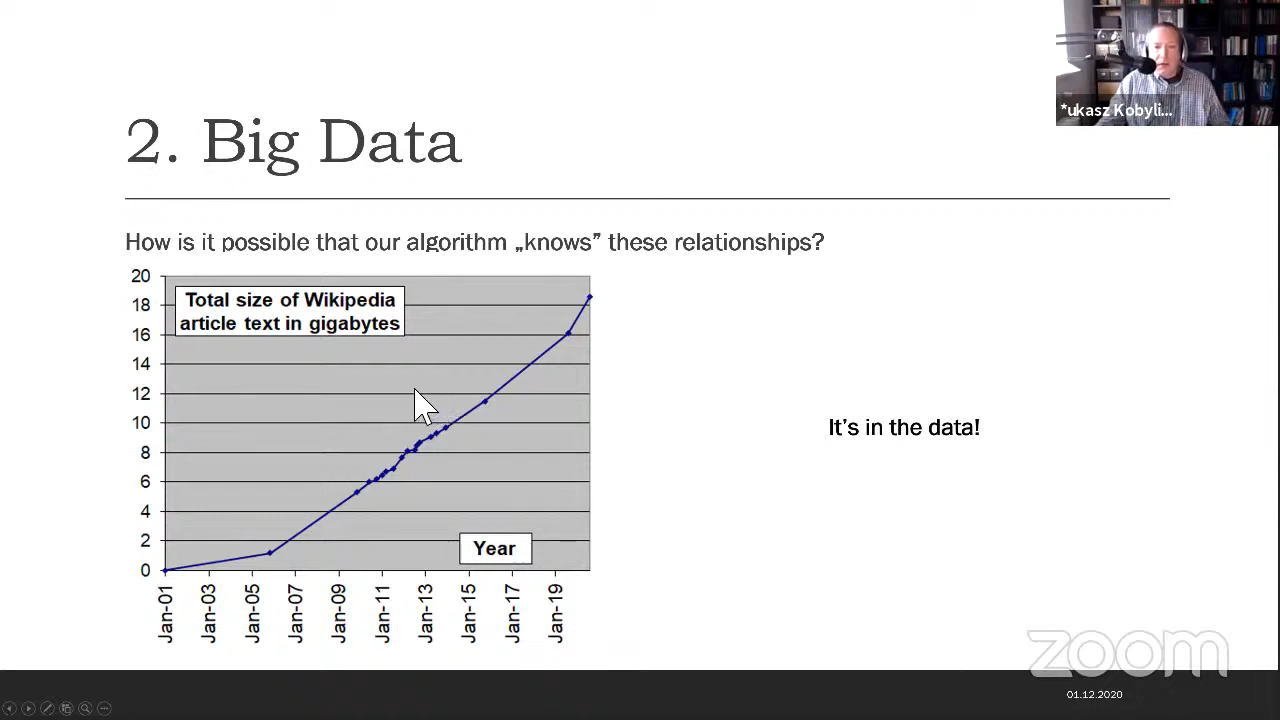 2. Big Data
*ukasz Kobyli...
How is it possible that our algorithm „knows” these relationships?
20
18
16
14
12
10
8
6
4
2
0
Total size of Wikipedia
article text in gigabytes
Year
Jan-01
Jan-03
Jan-05
Jan-07
Jan-09
Jan-11
Jan-13
Jan-15
Jan-17
Jan-19
It's in the data!
zoom
01.12.2020